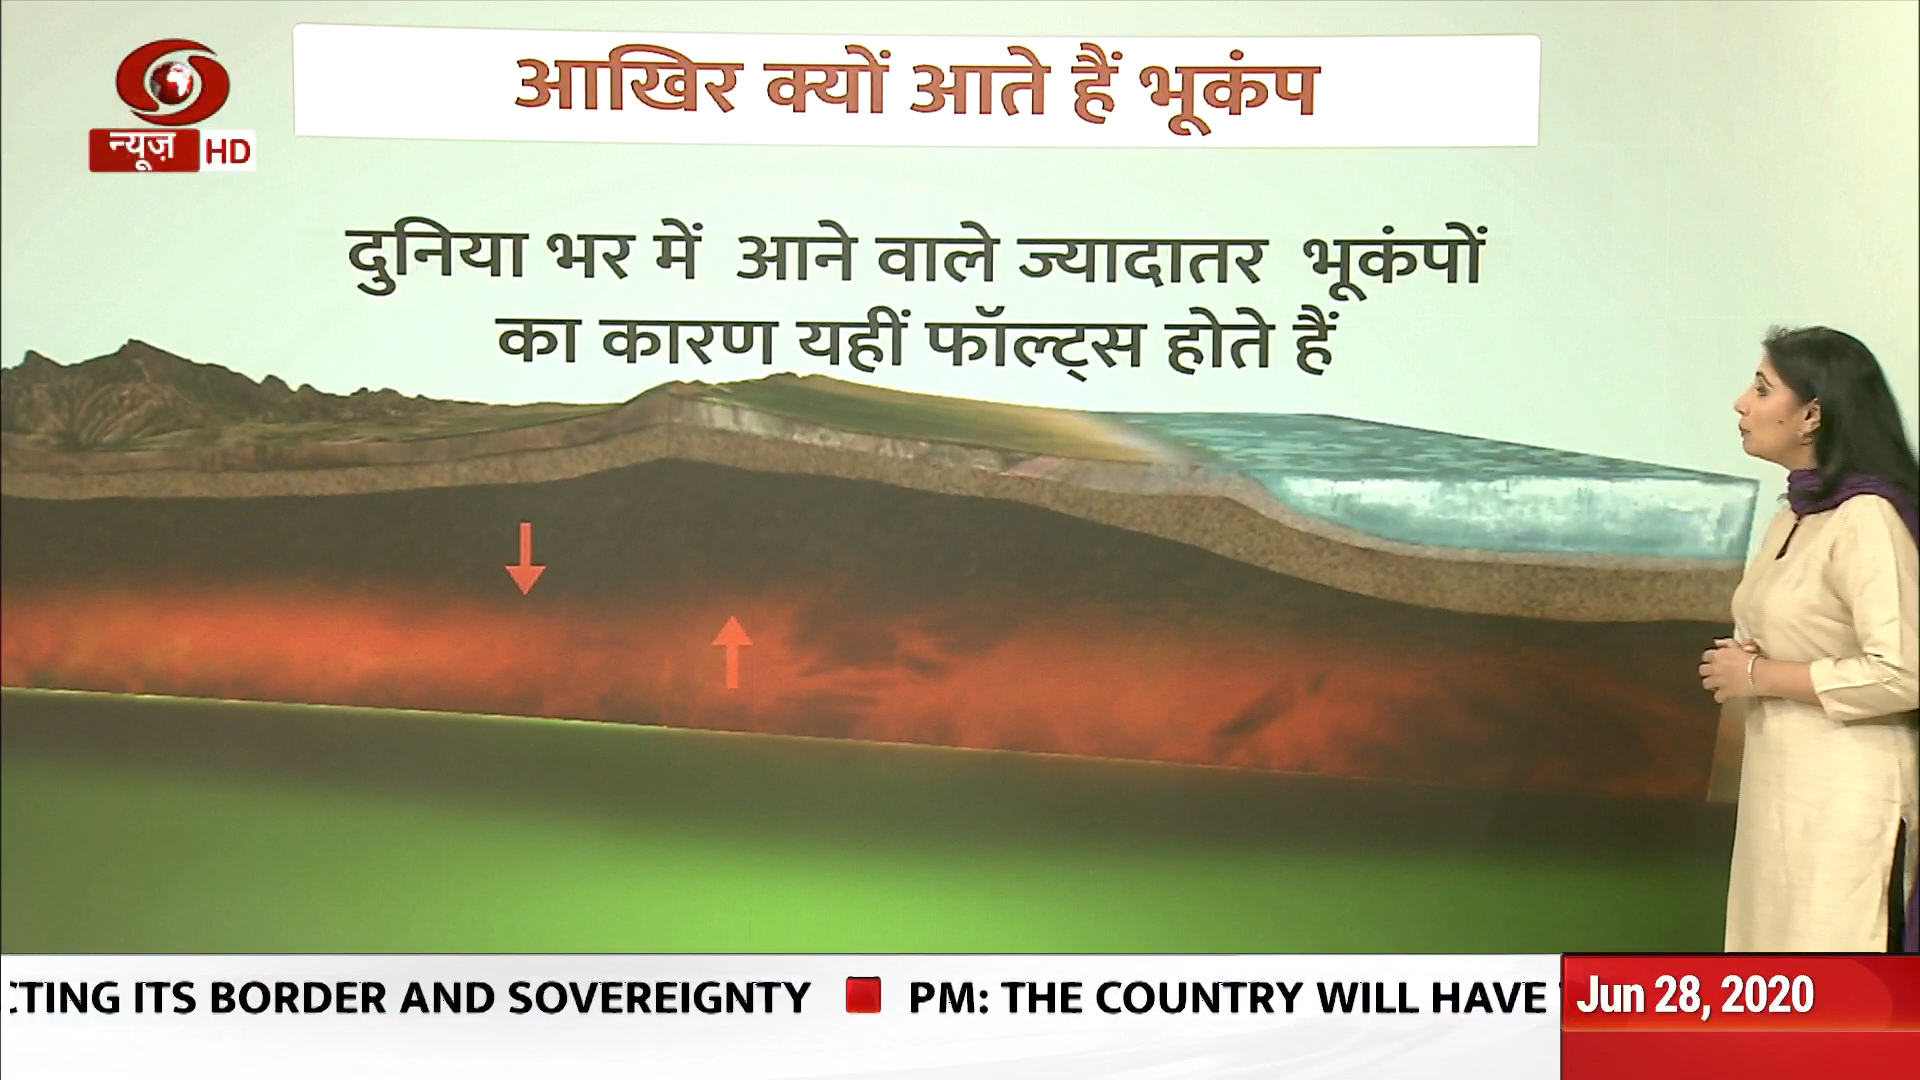 आखिर क्यों आते हैं भूकंप
न्यूज़ HD
दुनिया भर में आने वाले ज्यादातर भूकंपों
का कारण यहीं फॉल्ट्स होते हैं
CTING ITS BORDER AND SOVEREIGNTY PM: THE COUNTRY WILL HAVE
Jun 28, 2020